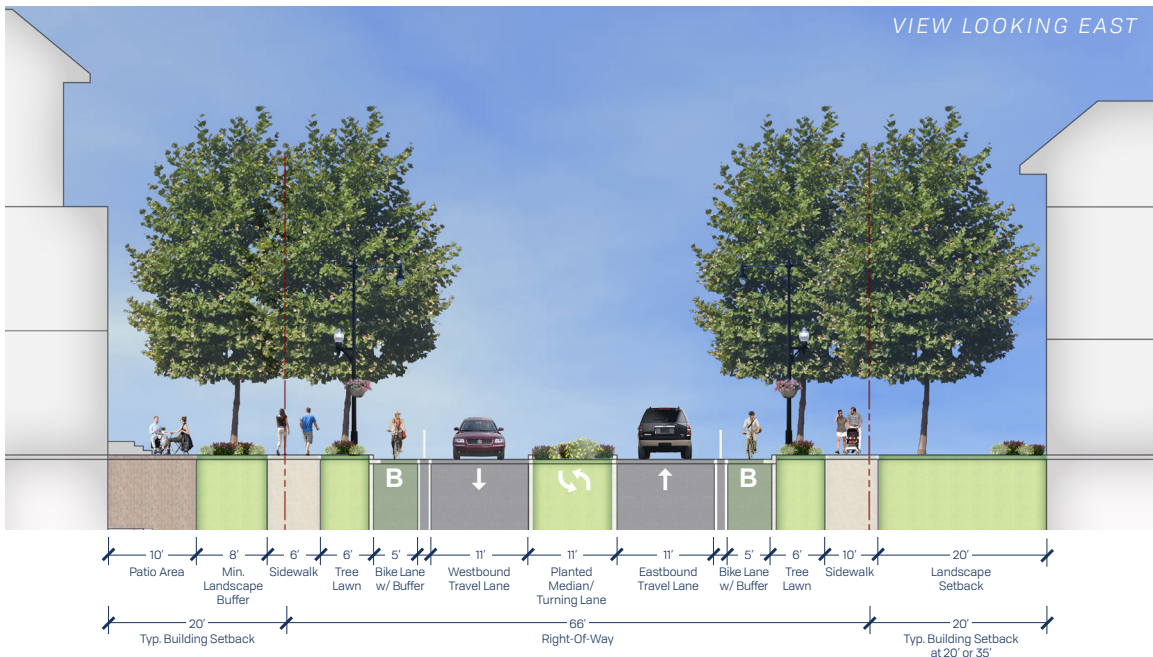 VIEW LOOKING EAST
B
B
10'
8'
6'
6'
5'
11'
11'
11'
5'
6'
10'
20'
Patio Area
Min.
Landscape
Buffer
Sidewalk
Tree
Lawn
Bike Lane
w/ Buffer
Westbound
Travel Lane
Planted
Median/
Turning Lane
Eastbound
Travel Lane
Bike Lane
w/ Buffer
Tree
Lawn
Sidewalk
Landscape
Setback
20'
Typ. Building Setback
66'
Right-Of-Way
20'
Typ. Building Setback
at 20' or 35'